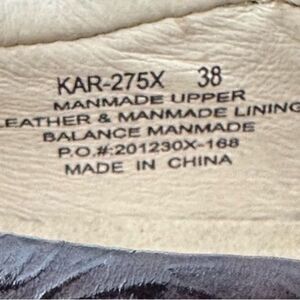 KAR-275X 38
MANMADE UPPER
LEATHER & MANMADE LINING
BALANCE MANMADE
P.O.#:201230X-168
MADE IN CHINA